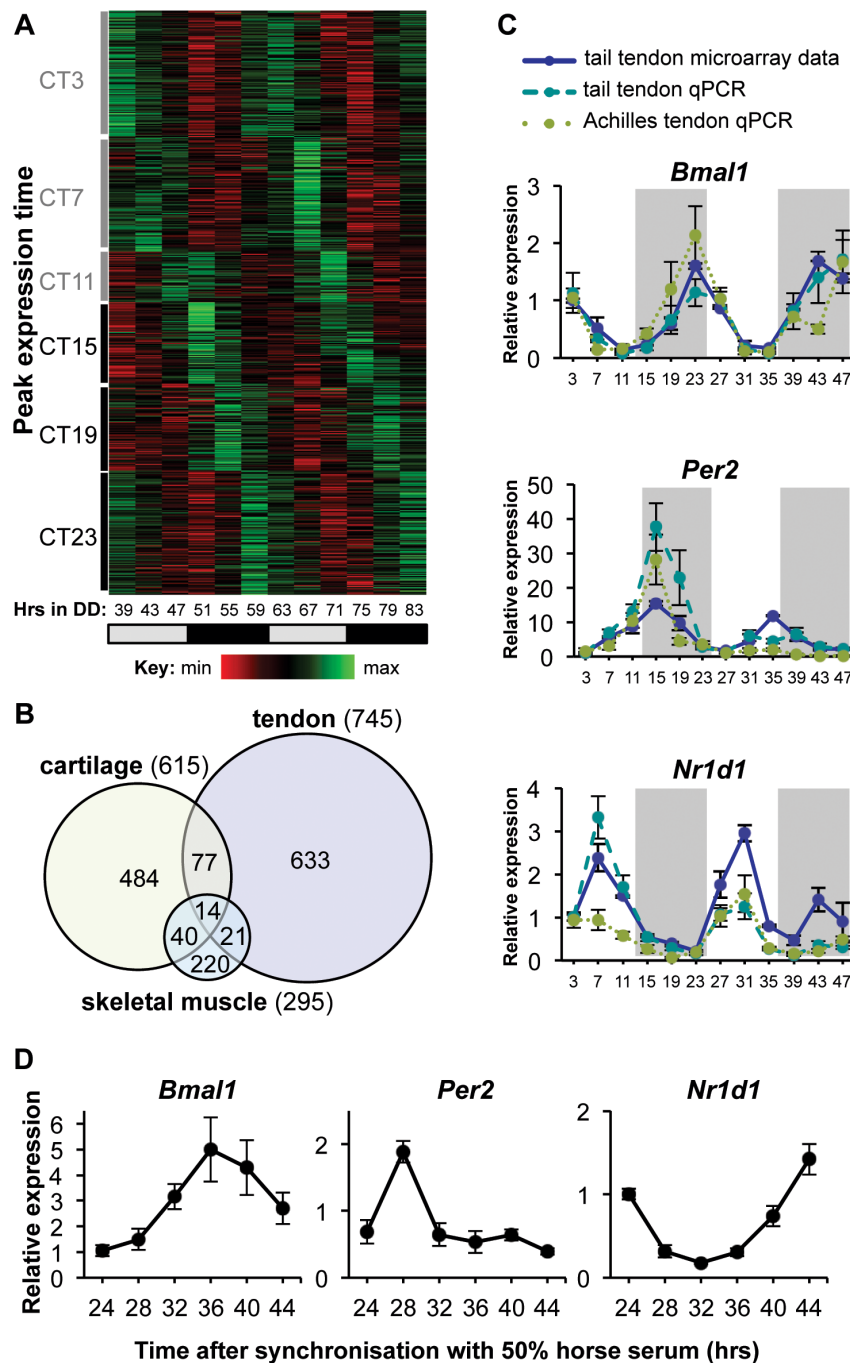 A
Peak expression time
CT3
CT7
CT11
CT15
CT19
CT23
Hrs in DD: 39 43 47 51 55 59 63 67 71 75 79 83
Key: min max
B
tendon (745)
cartilage (615)
484
77
633
14
40
21
220
skeletal muscle (295)
C
tail tendon microarray data
tail tendon qPCR
Achilles tendon qPCR
Bmal1
Relative expression
3
2
1
0
3 7 11 15 19 23 27 31 35 39 43 47
Per2
Relative expression
50
40
30
20
10
0
3 7 11 15 19 23 27 31 35 39 43 47
Nr1d1
Relative expression
4
3
2
1
0
3 7 11 15 19 23 27 31 35 39 43 47
D
Relative expression
Bmal1
6
5
4
3
2
1
0
24 28 32 36 40 44
Per2
2
1
0
24 28 32 36 40 44
Nr1d1
2
1
0
24 28 32 36 40 44
Time after synchronisation with 50% horse serum (hrs)